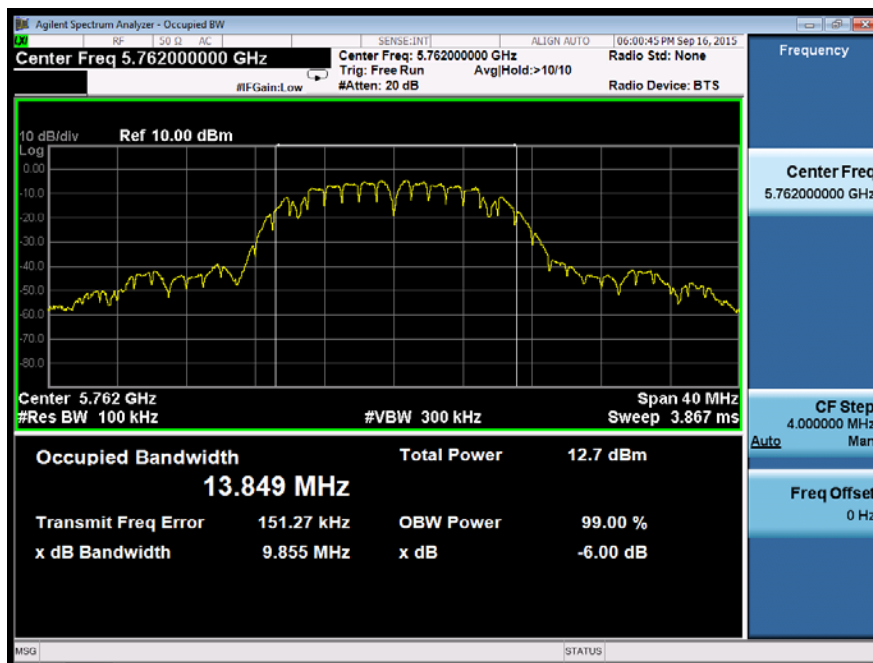 Agilent Spectrum Analyzer - Occupied BW
LXI RF 50 Ω AC SENSE:INT ALIGN AUTO 06:00:45 PM Sep 16, 2015
Center Freq 5.762000000 GHz
Center Freq: 5.762000000 GHz Radio Std: None
Trig: Free Run Avg|Hold:>10/10
#IFGain:Low #Atten: 20 dB Radio Device: BTS
Frequency
10 dB/div Ref 10.00 dBm
Log
0.00
-10.0
-20.0
-30.0
-40.0
-50.0
-60.0
-70.0
-80.0
Center 5.762 GHz Span 40 MHz
#Res BW 100 kHz #VBW 300 kHz Sweep 3.867 ms
Occupied Bandwidth Total Power 12.7 dBm
13.849 MHz
Transmit Freq Error 151.27 kHz OBW Power 99.00 %
x dB Bandwidth 9.855 MHz x dB -6.00 dB
Center Freq
5.762000000 GHz
CF Step
4.000000 MHz
Auto Man
Freq Offset
0 Hz
MSG STATUS